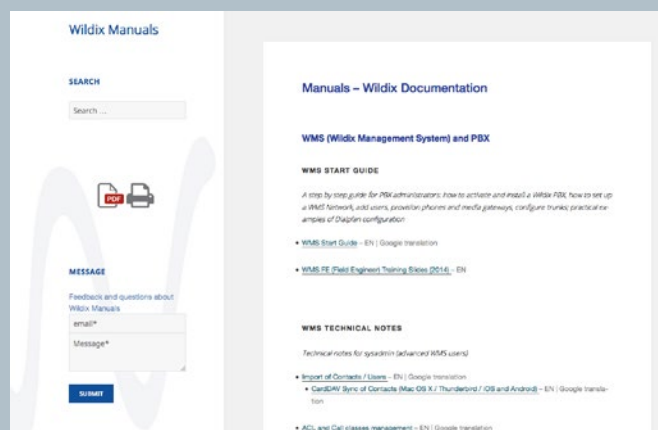 Wildix Manuals
SEARCH
Search ...
PDF
MESSAGE
Feedback and questions about
Wildix Manuals
email*
Message*
SUBMIT
Manuals – Wildix Documentation
WMS (Wildix Management System) and PBX
WMS START GUIDE
A step by step guide for PBX administrators: how to activate and install a Wildix PBX, how to set up
a WMS Network, add users, provision phones and media gateways, configure trunks; practical ex-
amples of Dialplan configuration
• WMS Start Guide – EN | Google translation
• WMS FE (Field Engineer) Training Slides (2014) – EN
WMS TECHNICAL NOTES
Technical notes for sysadmin (advanced WMS users)
• Import of Contacts / Users – EN | Google translation
• CardDAV Sync of Contacts (Mac OS X / Thunderbird / iOS and Android) – EN | Google transla-
tion
• ACL and Call classes management – EN | Google translation